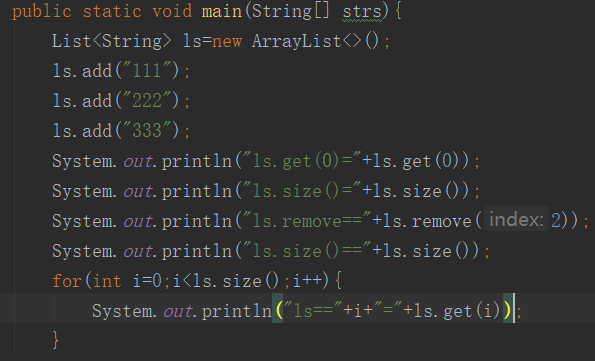 public static void main(String[] strs){
List<String> ls=new ArrayList<>();
ls.add("111");
ls.add("222");
ls.add("333");
System.out.println("ls.get(0)="+ls.get(0));
System.out.println("ls.size()="+ls.size());
System.out.println("ls.remove=="+ls.remove( index: 2));
System.out.println("ls.size()=="+ls.size());
for(int i=0;i<ls.size();i++){
System.out.println("ls=="+i+"="+ls.get(i));
}